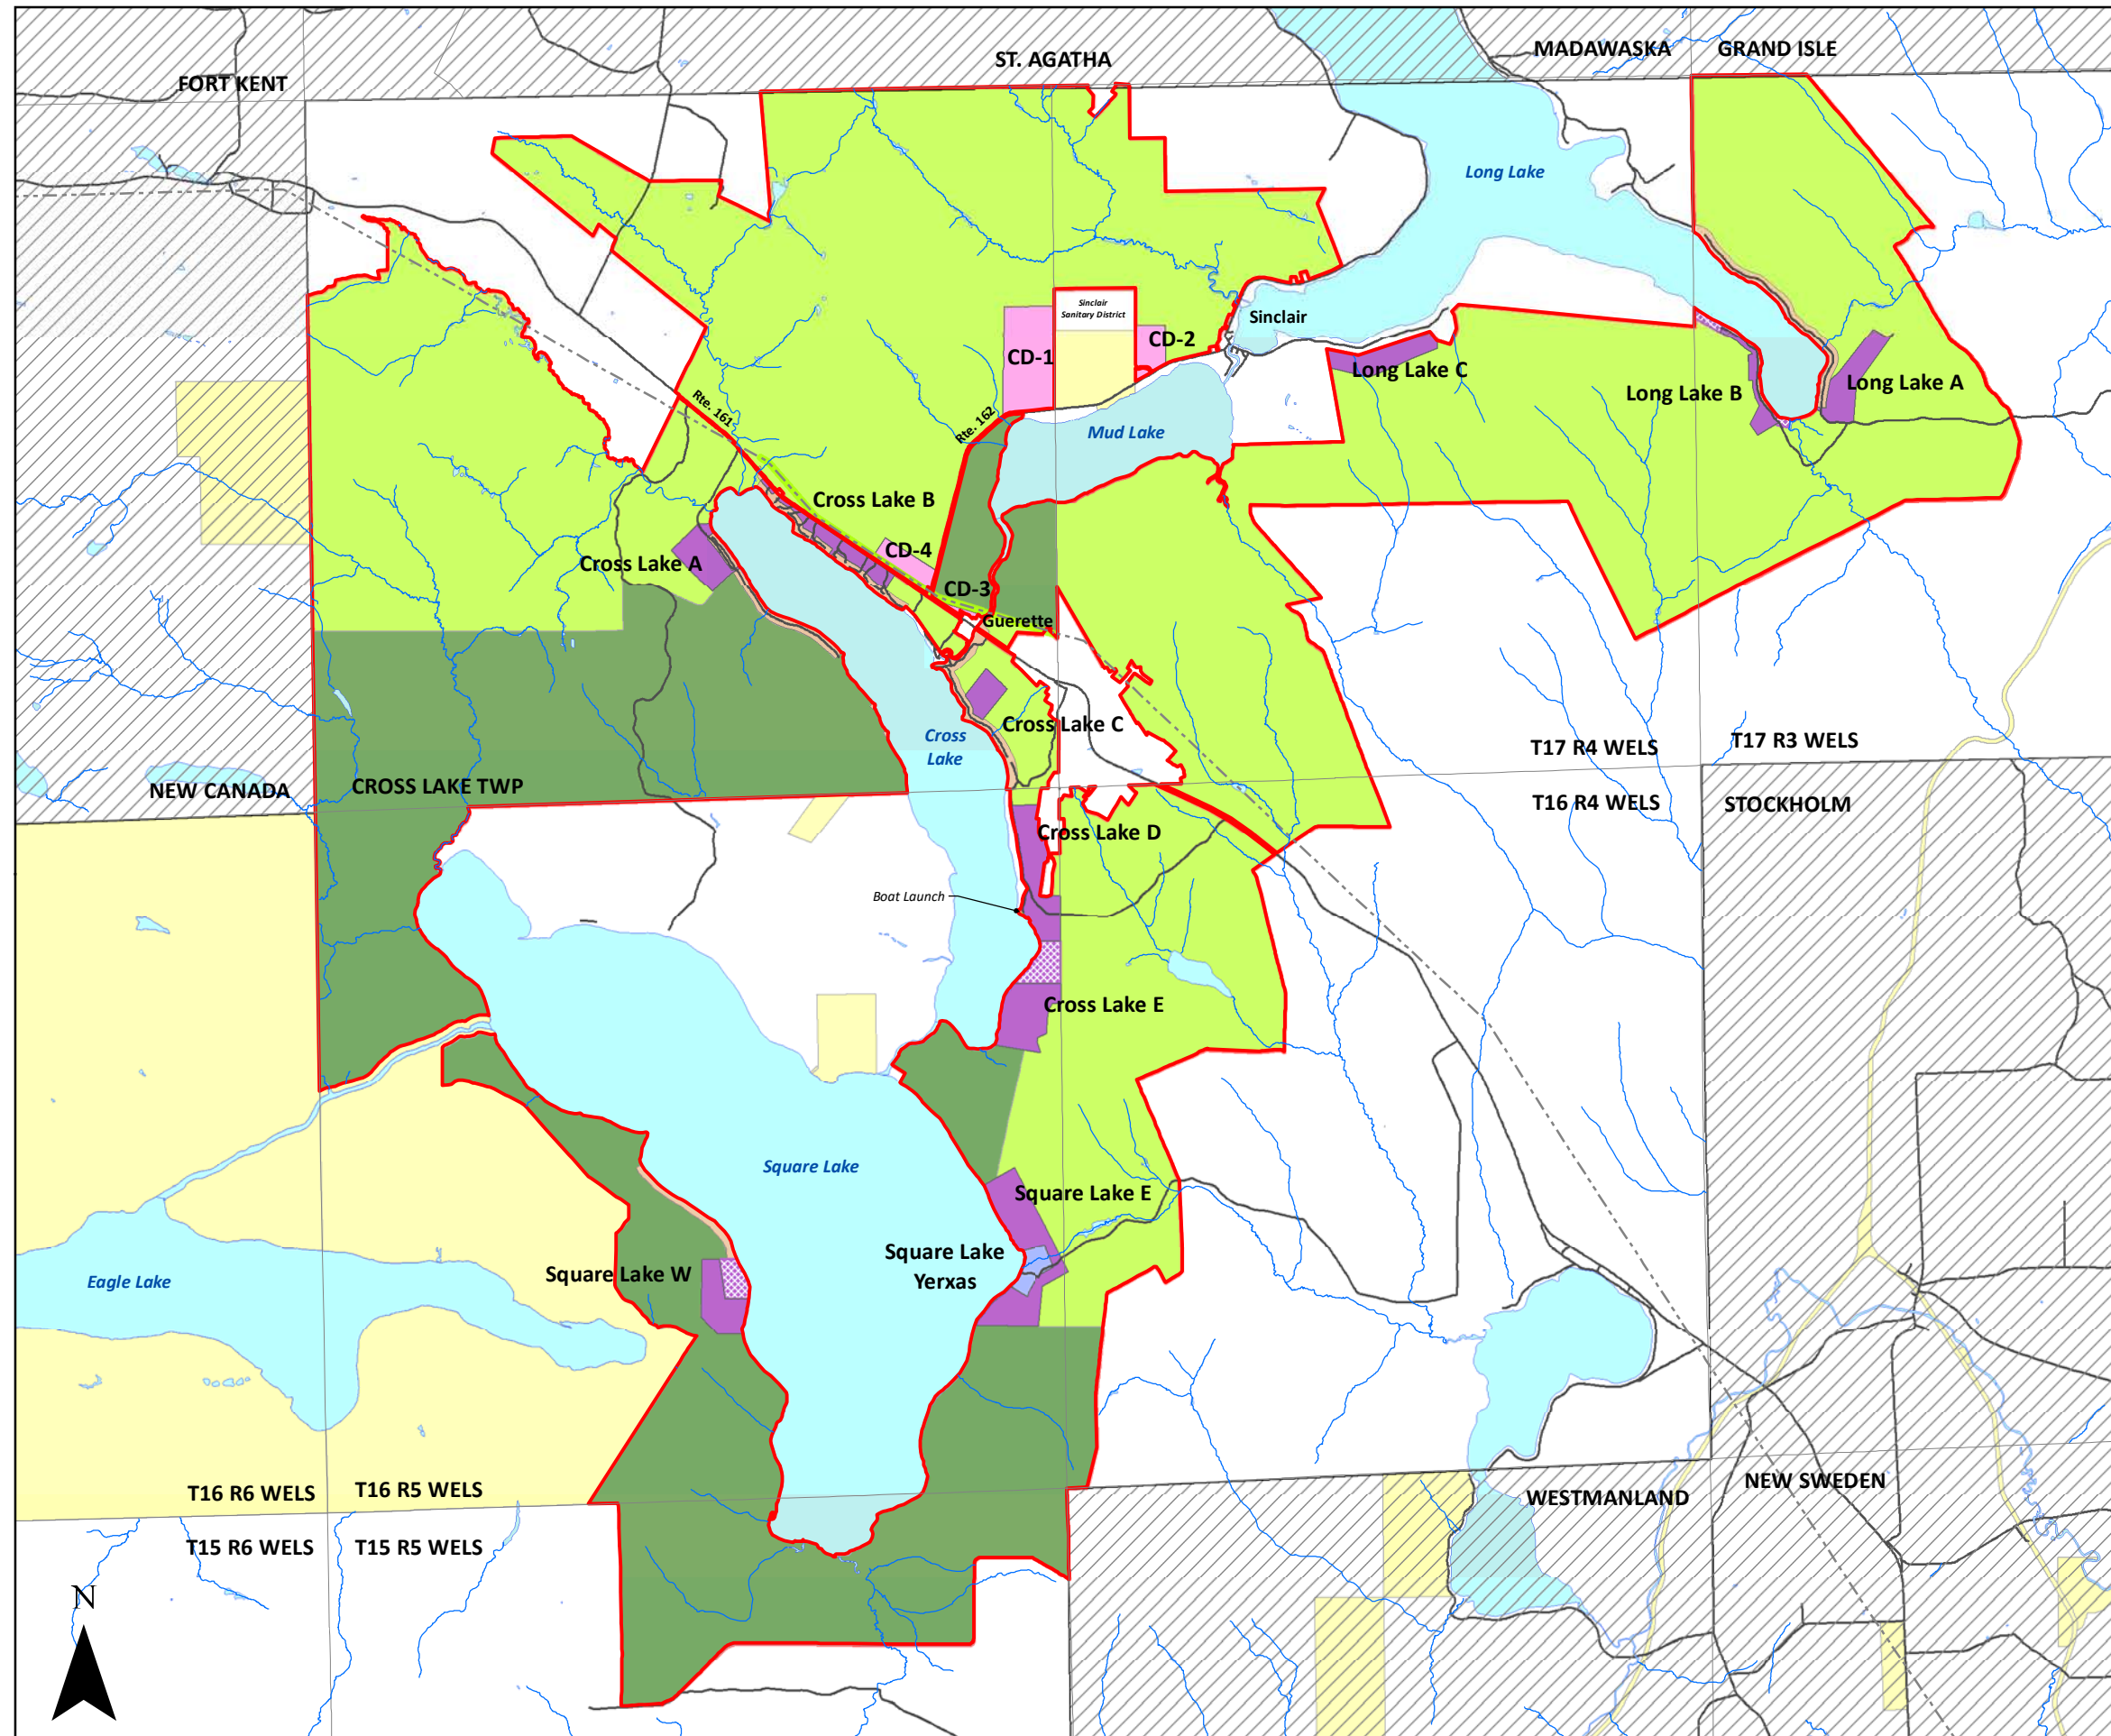 ST. AGATHA
MADAWASKA
GRAND ISLE
FORT KENT
Long Lake
Sinclair
Sanitary District
Sinclair
CD-2
CD-1
Long Lake C
Long Lake B
Long Lake A
Rte. 161
Rte. 162
Mud Lake
Cross Lake B
CD-4
Cross Lake A
CD-3
Guerette
Cross Lake C
Cross
Lake
T17 R4 WELS
T17 R3 WELS
NEW CANADA
CROSS LAKE TWP
T16 R4 WELS
STOCKHOLM
Cross Lake D
Boat Launch
Cross Lake E
Square Lake
Square Lake E
Square Lake
Yerxas
Square Lake W
Eagle Lake
T16 R6 WELS
T16 R5 WELS
NEW SWEDEN
WESTMANLAND
T15 R6 WELS
T15 R5 WELS
N